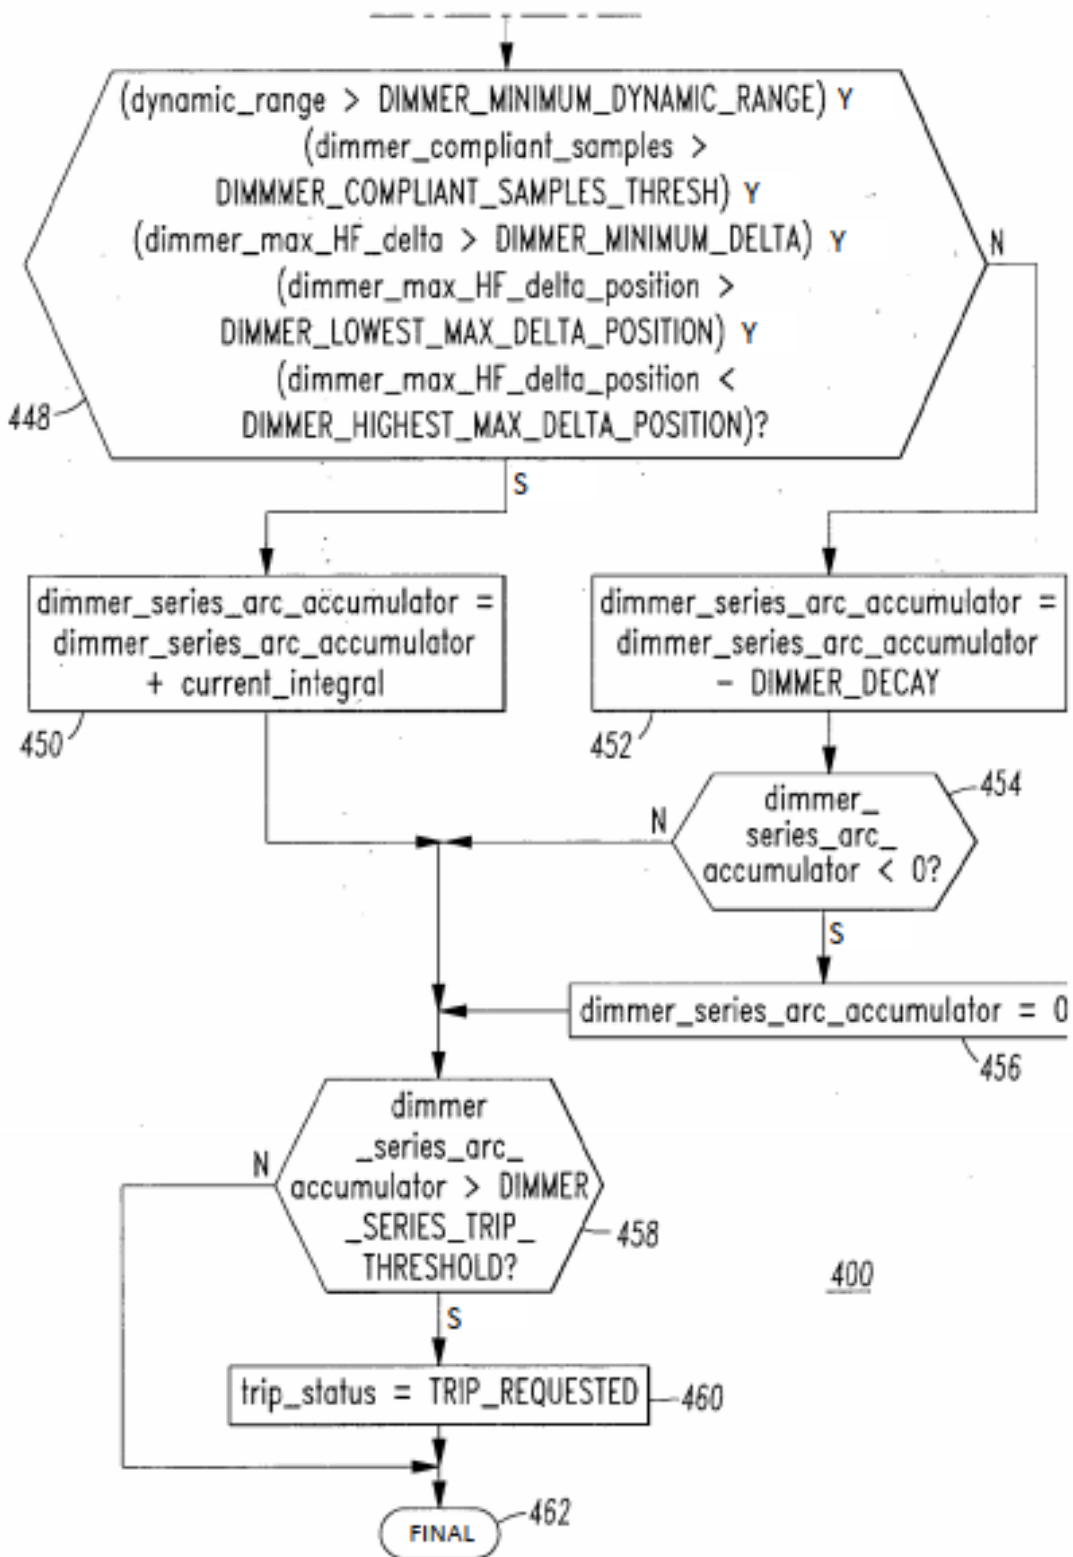 (dynamic_range > DIMMER_MINIMUM_DYNAMIC_RANGE) Y
(dimmer_compliant_samples >
DIMMMER_COMPLIANT_SAMPLES_THRESH) Y
(dimmer_max_HF_delta > DIMMER_MINIMUM_DELTA) Y
(dimmer_max_HF_delta_position >
DIMMER_LOWEST_MAX_DELTA_POSITION) Y
(dimmer_max_HF_delta_position <
DIMMER_HIGHEST_MAX_DELTA_POSITION)?
N
448
S
dimmer_series_arc_accumulator =
dimmer_series_arc_accumulator
+ current_integral
450
dimmer_series_arc_accumulator =
dimmer_series_arc_accumulator
- DIMMER_DECAY
452
dimmer_
series_arc_
accumulator < 0?
454
N
S
dimmer_series_arc_accumulator = 0
456
dimmer
_series_arc_
accumulator > DIMMER
_SERIES_TRIP_
THRESHOLD?
N
458
400
S
trip_status = TRIP_REQUESTED
460
FINAL
462